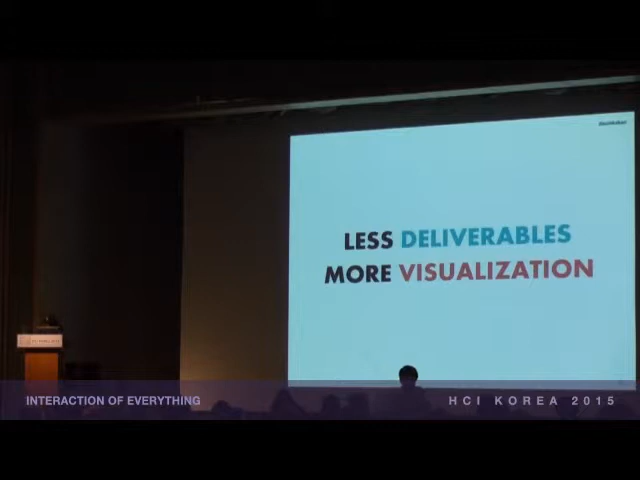 LESS DELIVERABLES
MORE VISUALIZATION
INTERACTION OF EVERYTHING
HCI KOREA 2015